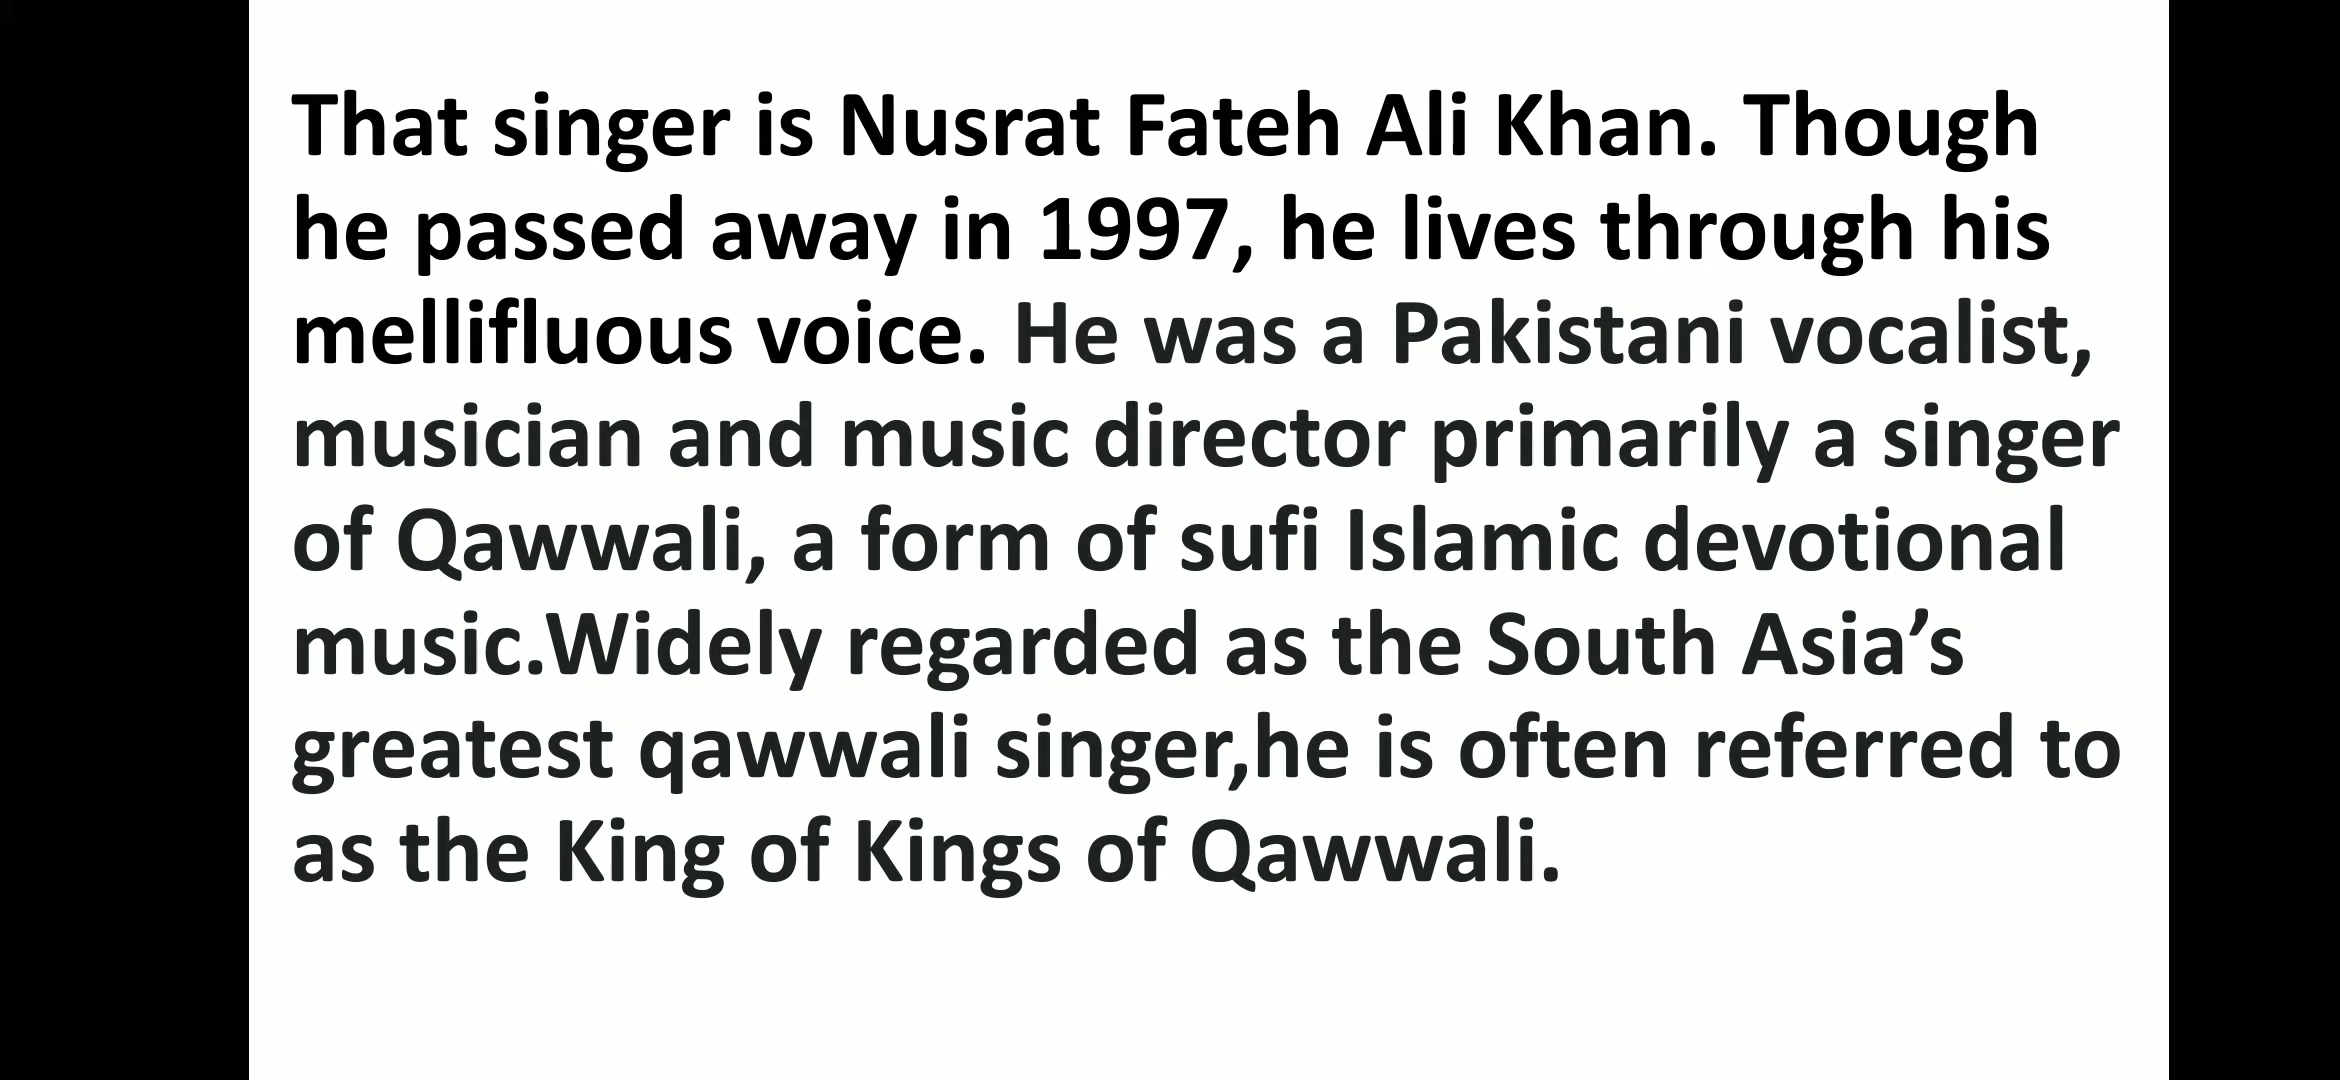 That singer is Nusrat Fateh Ali Khan. Though
he passed away in 1997, he lives through his
mellifluous voice. He was a Pakistani vocalist,
musician and music director primarily a singer
of Qawwali, a form of sufi Islamic devotional
music.Widely regarded as the South Asia’s
greatest qawwali singer,he is often referred to
as the King of Kings of Qawwali.